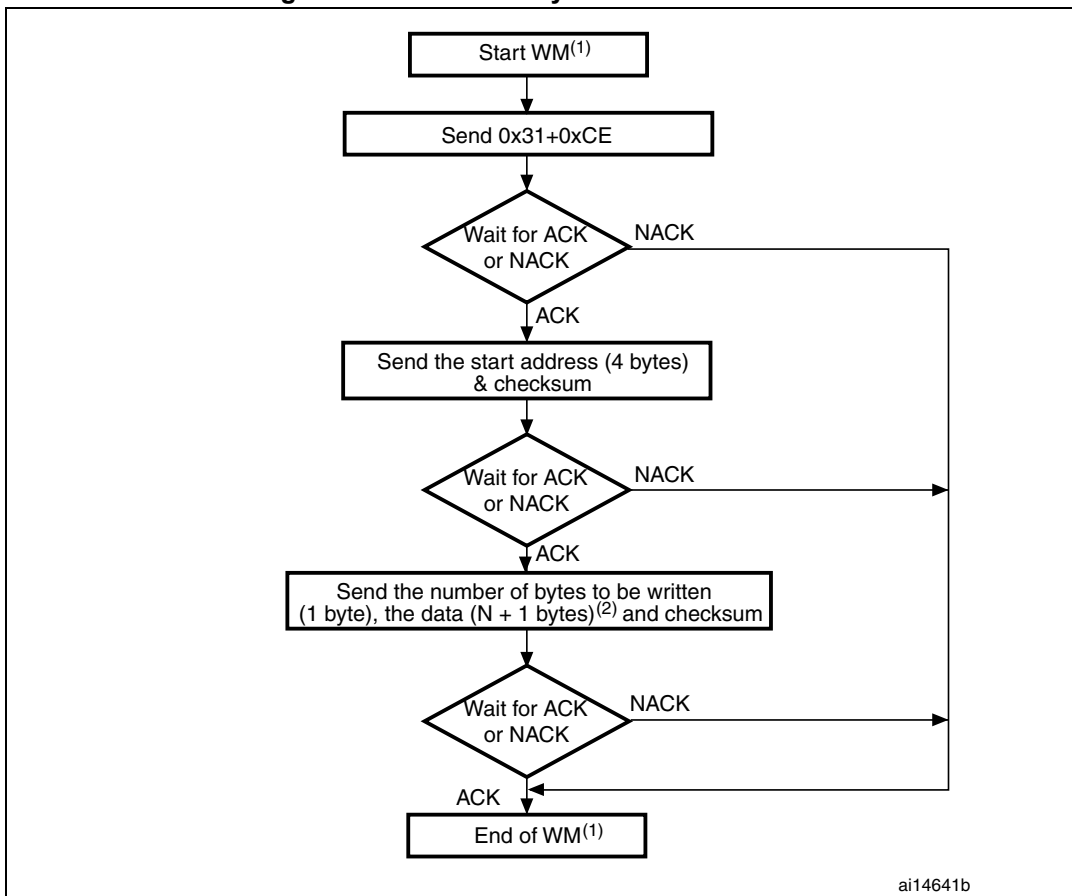 Start WM(1)
Send 0x31+0xCE
Wait for ACK
or NACK
NACK
ACK
Send the start address (4 bytes)
& checksum
Wait for ACK
or NACK
NACK
ACK
Send the number of bytes to be written
(1 byte), the data (N + 1 bytes)(2) and checksum
Wait for ACK
or NACK
NACK
ACK
End of WM(1)
ai14641b